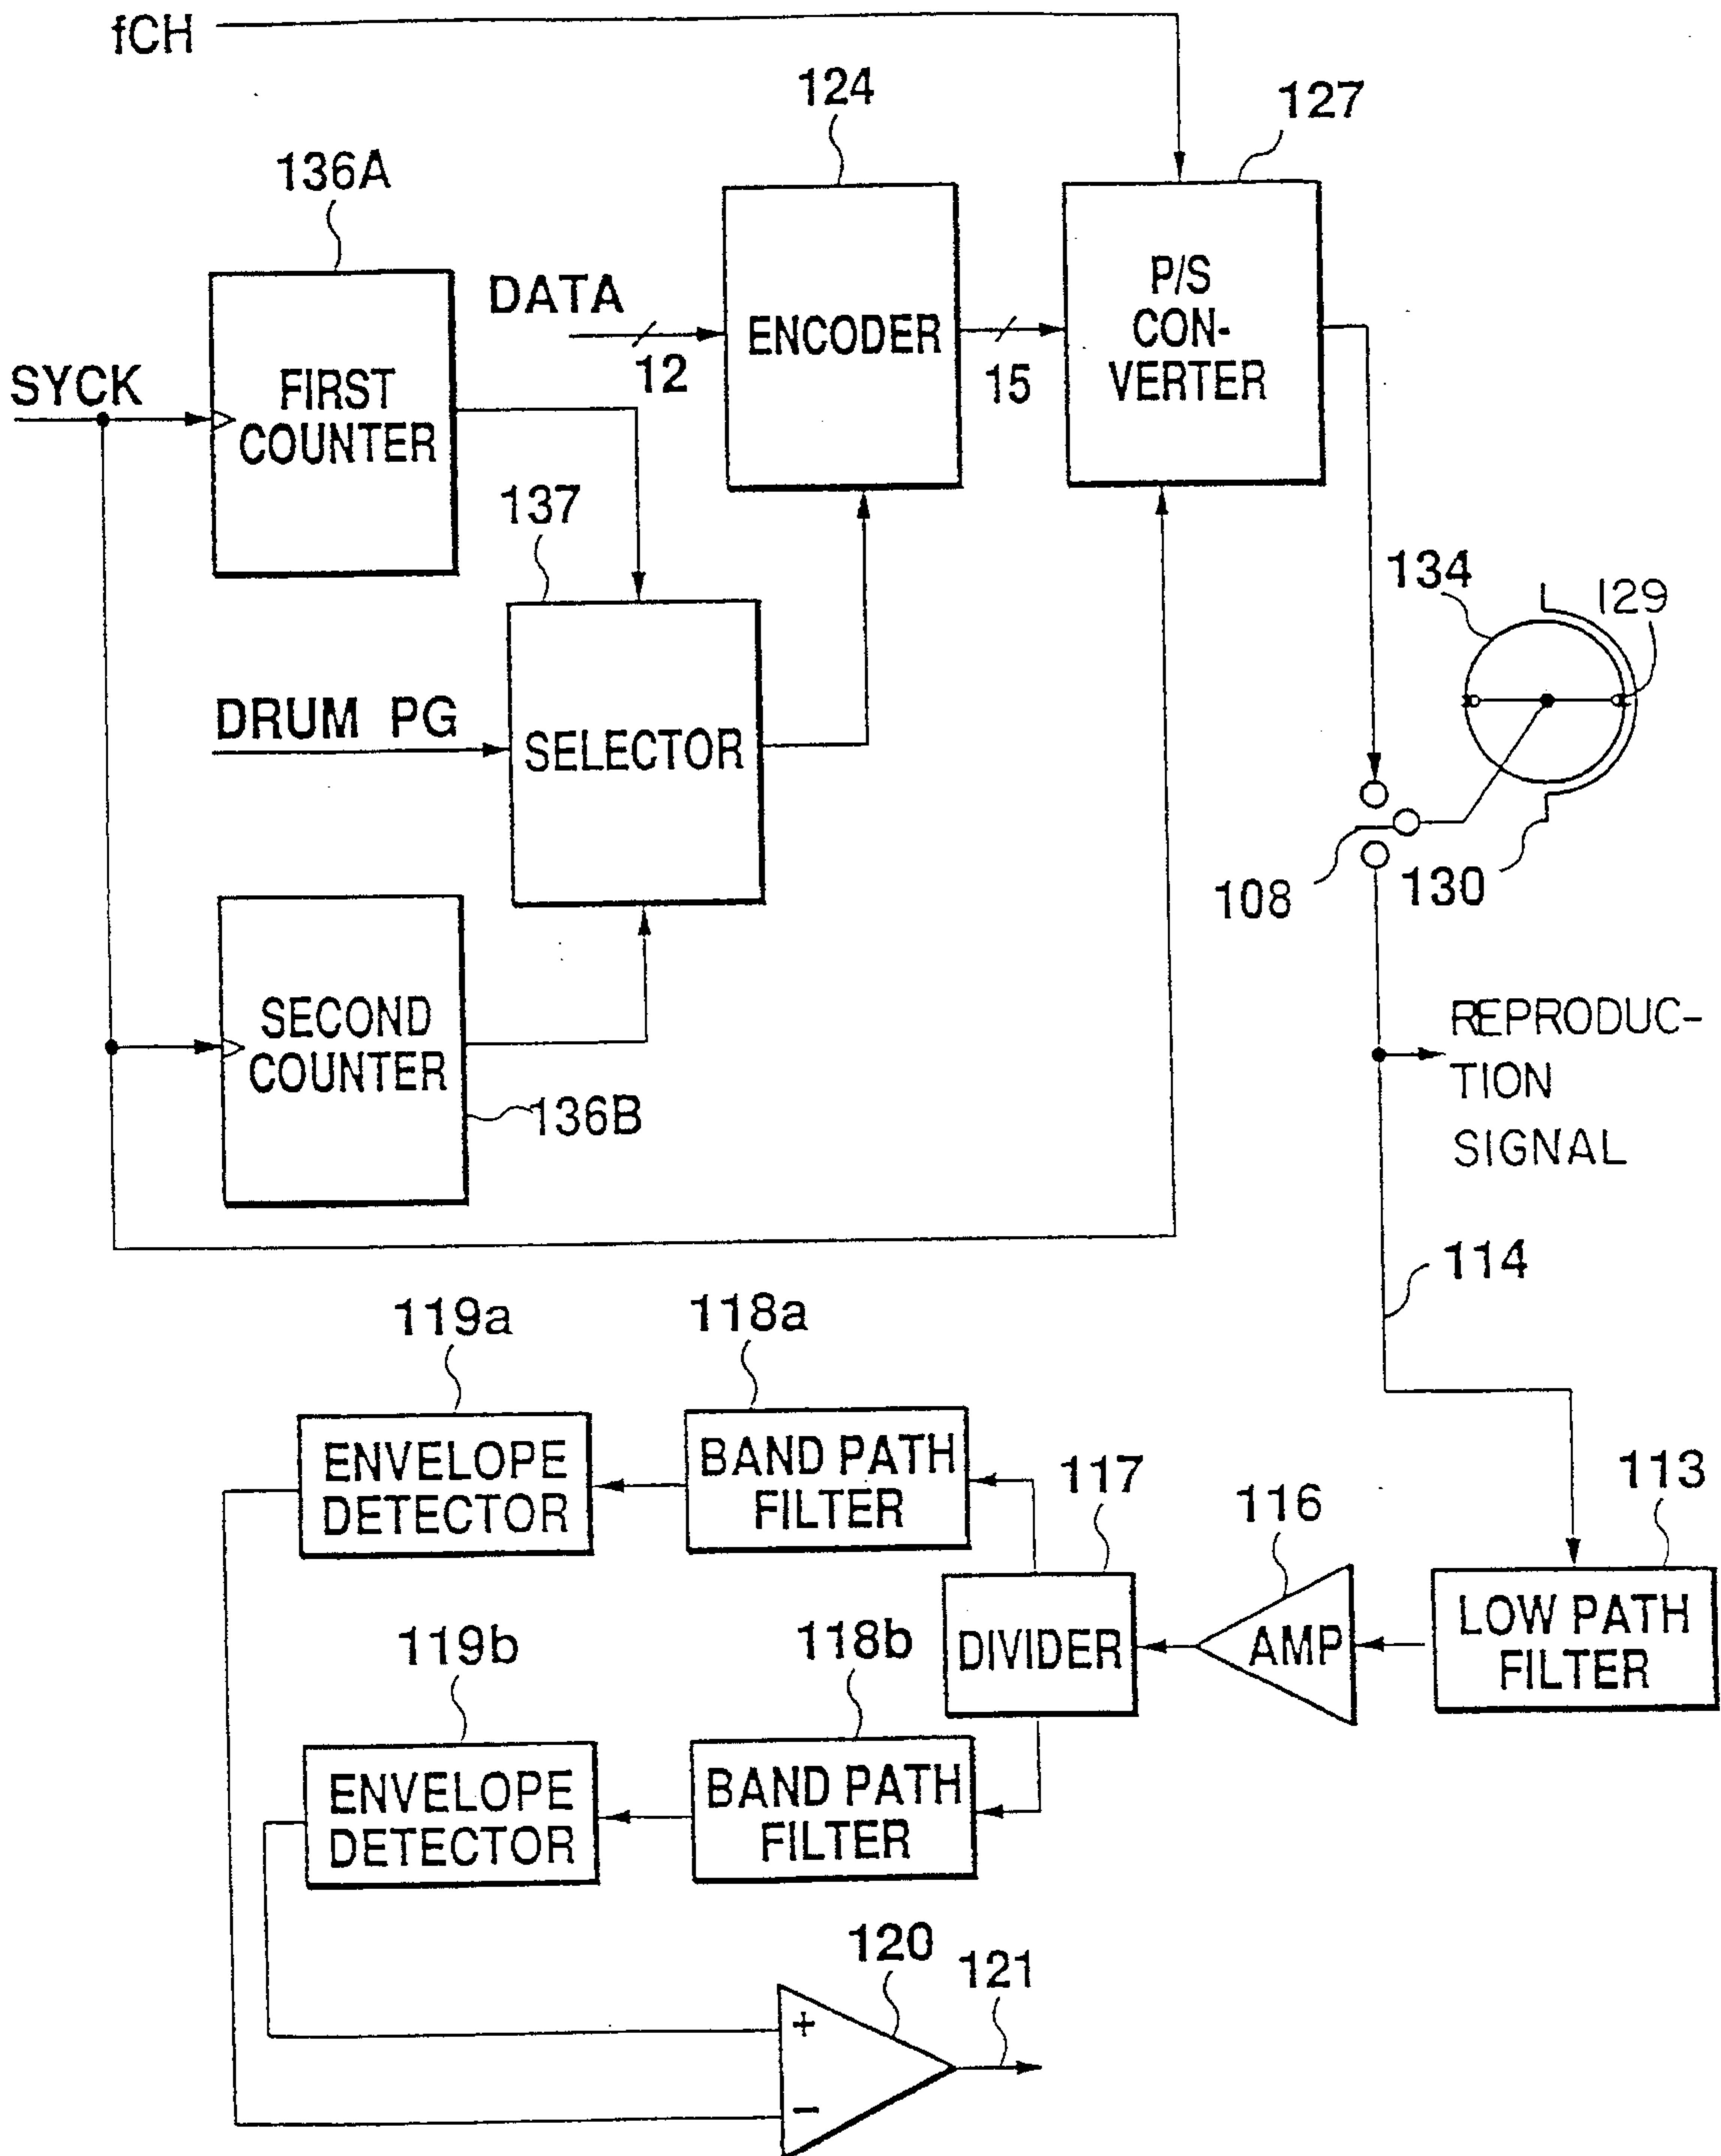 fCH
124
127
136A
DATA
12
ENCODER
15
P/S
CON-
VERTER
SYCK
FIRST
COUNTER
137
134
129
DRUM PG
SELECTOR
108
130
SECOND
COUNTER
136B
REPRODUC-
TION
SIGNAL
114
119a
118a
ENVELOPE
DETECTOR
BAND PATH
FILTER
117
116
113
119b
118b
DIVIDER
AMP
LOW PATH
FILTER
ENVELOPE
DETECTOR
BAND PATH
FILTER
120
121
+
−